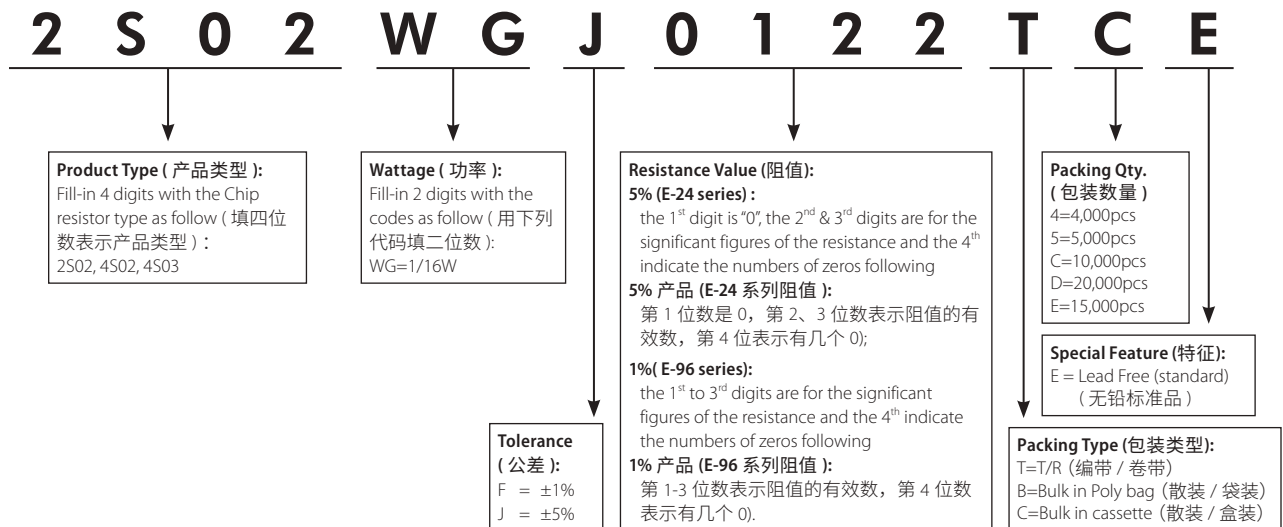 2 S 0 2 W G J 0 1 2 2 T C E
Product Type ( 产品类型 ):
Fill-in 4 digits with the Chip
resistor type as follow ( 填四位
数表示产品类型 ) :
2S02, 4S02, 4S03
Wattage ( 功率 ):
Fill-in 2 digits with the
codes as follow ( 用下列
代码填二位数 ):
WG=1/16W
Tolerance
( 公差 ):
F = ±1%
J = ±5%
Resistance Value (阻值):
5% (E-24 series) :
the 1st digit is "0", the 2nd & 3rd digits are for the
significant figures of the resistance and the 4th
indicate the numbers of zeros following
5% 产品 (E-24 系列阻值 ):
第 1 位数是 0，第 2、3 位数表示阻值的有
效数，第 4 位表示有几个 0);
1%( E-96 series):
the 1st to 3rd digits are for the significant
figures of the resistance and the 4th indicate
the numbers of zeros following
1% 产品 (E-96 系列阻值 ):
第 1-3 位数表示阻值的有效数，第 4 位数
表示有几个 0).
Packing Qty.
( 包装数量 )
4=4,000pcs
5=5,000pcs
C=10,000pcs
D=20,000pcs
E=15,000pcs
Special Feature (特征):
E = Lead Free (standard)
( 无铅标准品 )
Packing Type (包装类型):
T=T/R（编带 / 卷带）
B=Bulk in Poly bag（散装 / 袋装）
C=Bulk in cassette（散装 / 盒装）